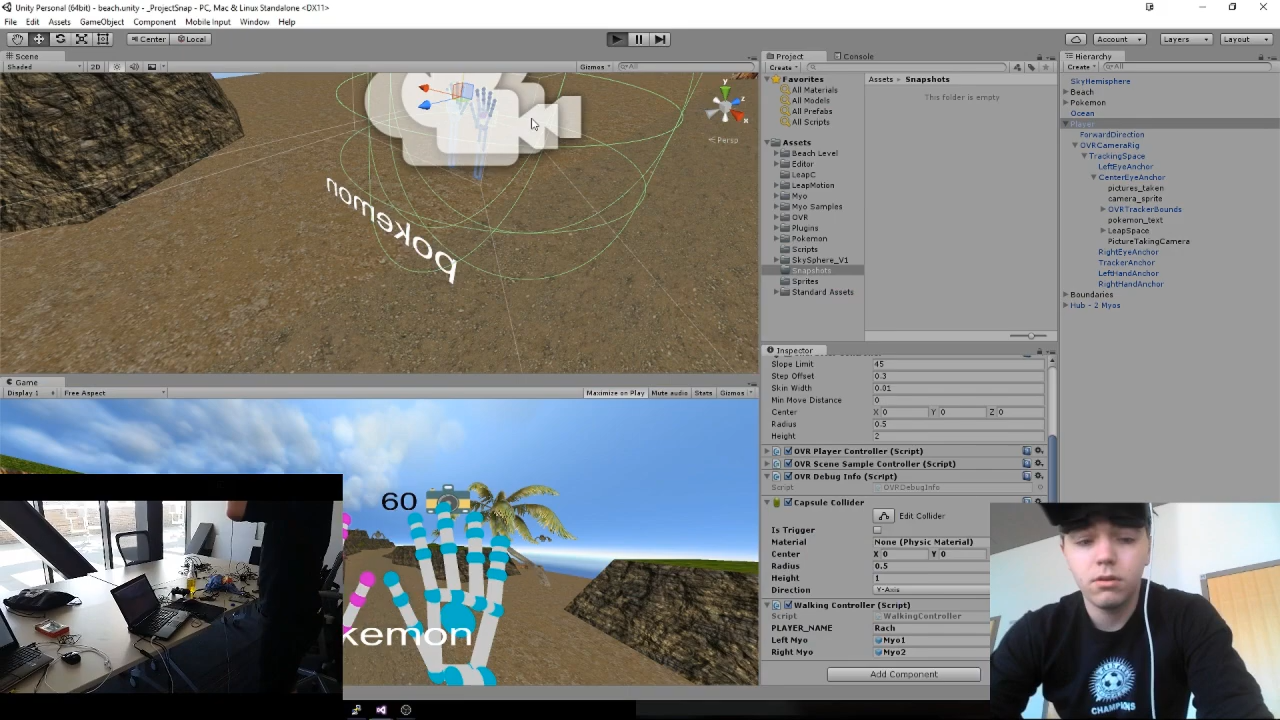 Unity Personal (64bit) - beach.unity - _ProjectSnap - PC, Mac & Linux Standalone <DX11>
File Edit Assets GameObject Component Mobile Input Window Help
Center Local Account Layers Layout
Scene
Shaded 2D Gizmos All
Persp
y
x
z
pokemon
Game
Display 1 Free Aspect Maximize on Play Mute audio Stats Gizmos
60
kemon
Project Console
Create
Favorites
All Materials
All Models
All Prefabs
All Scripts
Assets
Beach Level
Editor
LeapC
LeapMotion
Myo
Myo Samples
OVR
Plugins
Pokemon
Scripts
SkySphere_V1
Snapshots
Sprites
Standard Assets
Assets Snapshots
This folder is empty
Inspector
Slope Limit 45
Step Offset 0.3
Skin Width 0.01
Min Move Distance 0
Center X 0 Y 0 Z 0
Radius 0.5
Height 2
OVR Player Controller (Script)
OVR Scene Sample Controller (Script)
OVR Debug Info (Script)
Script OVRDebugInfo
Capsule Collider
Edit Collider
Is Trigger
Material None (Physic Material)
Center X 0 Y 0
Radius 0.5
Height 1
Direction Y-Axis
Walking Controller (Script)
Script WalkingController
PLAYER_NAME Rach
Left Myo Myo1
Right Myo Myo2
Add Component
Hierarchy
Create All
SkyHemisphere
Beach
Pokemon
Ocean
Player
ForwardDirection
OVRCameraRig
TrackingSpace
LeftEyeAnchor
CenterEyeAnchor
pictures_taken
camera_sprite
OVRTrackerBounds
pokemon_text
LeapSpace
PictureTakingCamera
RightEyeAnchor
TrackerAnchor
LeftHandAnchor
RightHandAnchor
Boundaries
Hub - 2 Myos
CHAMPIONS